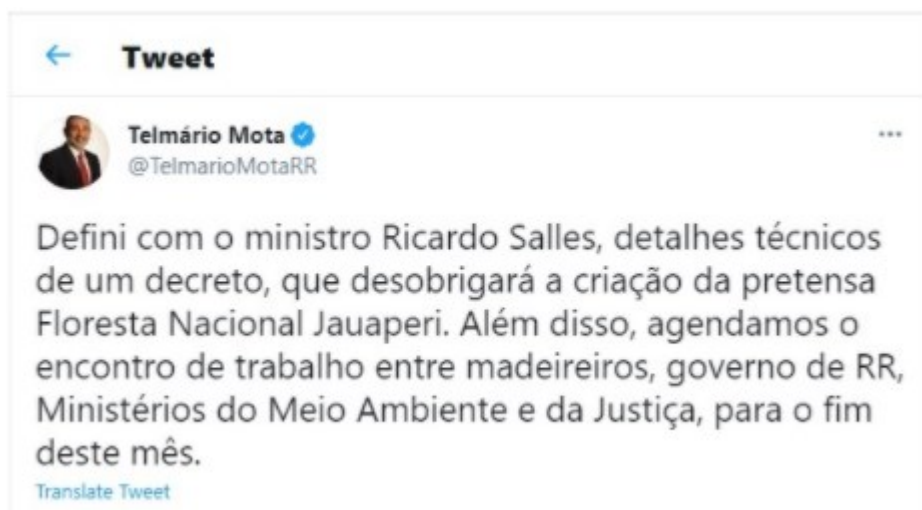 Tweet
Telmário Mota
@TelmarioMotaRR
Defini com o ministro Ricardo Salles, detalhes técnicos
de um decreto, que desobrigará a criação da pretensa
Floresta Nacional Jauaperi. Além disso, agendamos o
encontro de trabalho entre madeireiros, governo de RR,
Ministérios do Meio Ambiente e da Justiça, para o fim
deste mês.
Translate Tweet